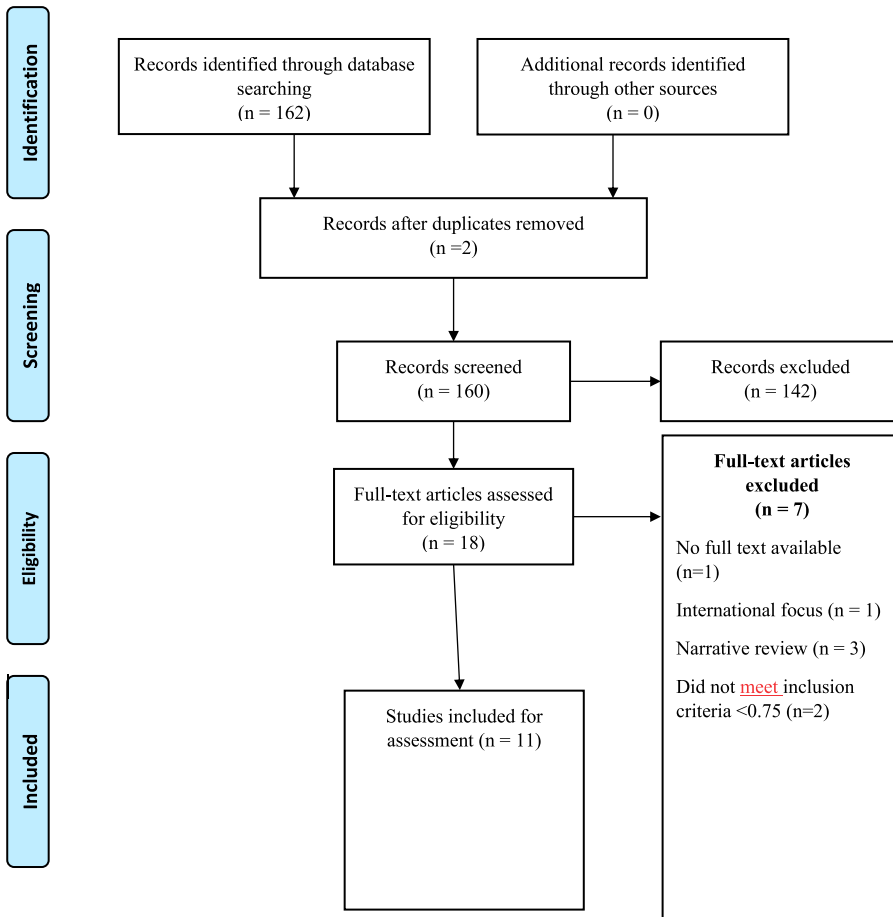 Identification
Records identified through database
searching
(n = 162)
Additional records identified
through other sources
(n = 0)
Screening
Records after duplicates removed
(n =2)
Records screened
(n = 160)
Records excluded
(n = 142)
Eligibility
Full-text articles assessed
for eligibility
(n = 18)
Full-text articles
excluded
(n = 7)
No full text available
(n=1)
International focus (n = 1)
Narrative review (n = 3)
Did not meet inclusion
criteria <0.75 (n=2)
Included
Studies included for
assessment (n = 11)